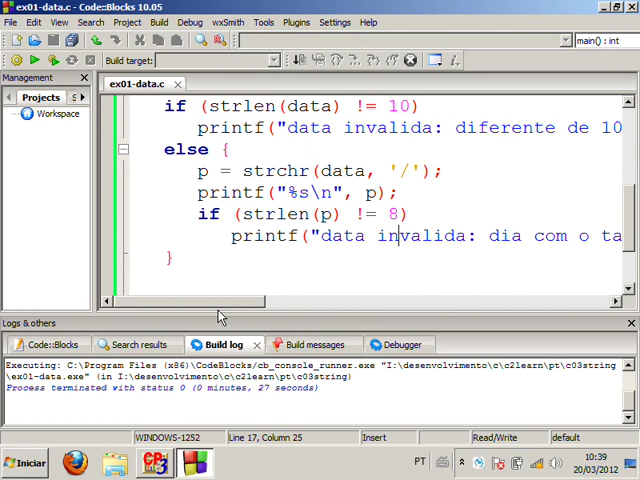 ex01-data.c - Code::Blocks 10.05
File View Search Project Build Debug wxSmith Tools Plugins Settings Help
main() : int
Build target:
Management
Projects S
Workspace
ex01-data.c
if (strlen(data) != 10)
printf("data invalida: diferente de 10
else {
p = strchr(data, '/');
printf("%s\n", p);
if (strlen(p) != 8)
printf("data invalida: dia com o ta
}
Logs & others
Code::Blocks Search results Build log Build messages Debugger
Executing: C:\Program Files (x86)\CodeBlocks/cb_console_runner.exe "I:\desenvolvimento\c\c2learn\pt\c03string
\ex01-data.exe" (in I:\desenvolvimento\c\c2learn\pt\c03string)
Process terminated with status 0 (0 minutes, 27 seconds)
WINDOWS-1252 Line 17, Column 25 Insert Read/Write default
Iniciar
PT
10:39
20/03/2012